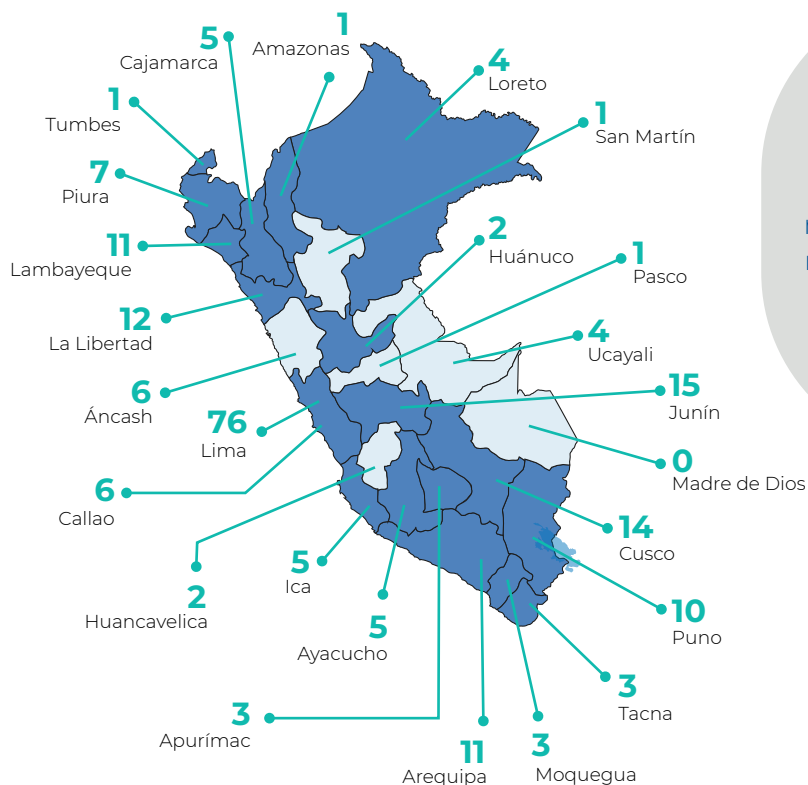 1
Amazonas
5
Cajamarca
4
Loreto
1
Tumbes
1
San Martín
7
Piura
11
Lambayeque
2
Huánuco
1
Pasco
12
La Libertad
4
Ucayali
6
Áncash
15
Junín
76
Lima
0
Madre de Dios
6
Callao
14
Cusco
5
Ica
2
Huancavelica
10
Puno
5
Ayacucho
3
Tacna
3
Apurímac
11
Arequipa
3
Moquegua